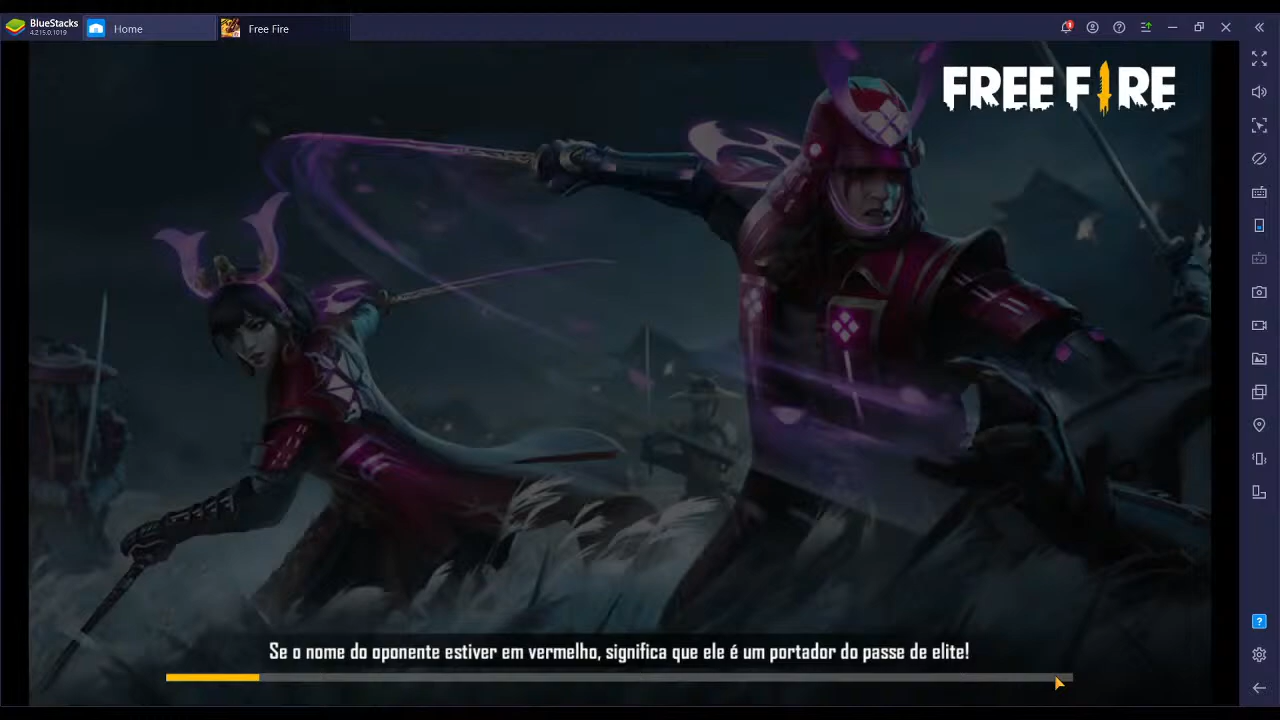 BlueStacks
4.215.0.1019
Home
Free Fire
FREE FIRE
Se o nome do oponente estiver em vermelho, significa que ele é um portador do passe de elite!